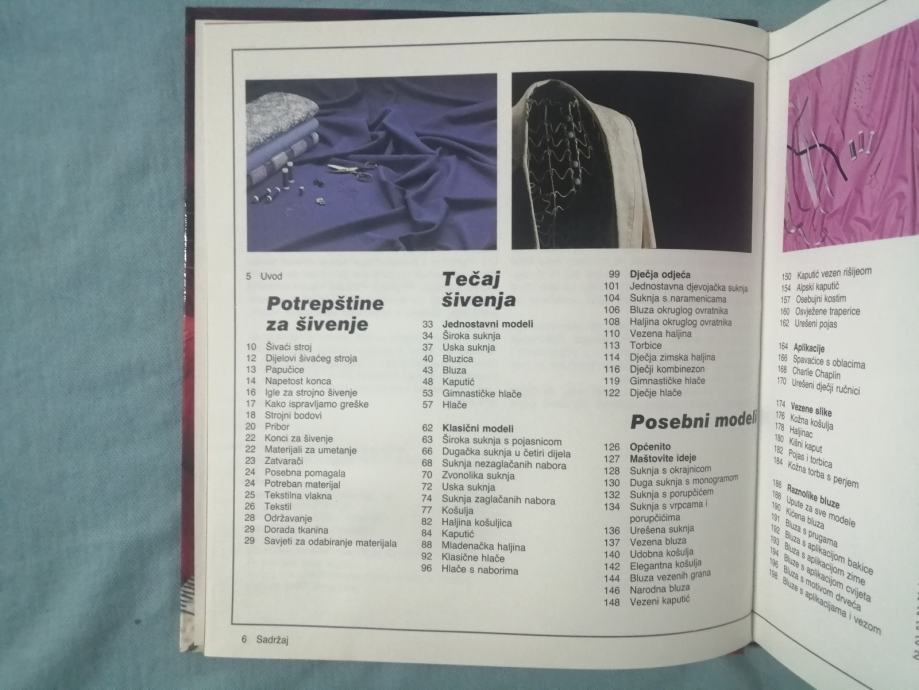 5 Uvod
Potrepštine
za šivenje
10 Šivaći stroj
12 Dijelovi šivaćeg stroja
13 Papučice
14 Napetost konca
16 Igle za strojno šivenje
17 Kako ispravljamo greške
18 Strojni bodovi
20 Pribor
22 Konci za šivenje
22 Materijali za umetanje
23 Zatvarači
24 Posebna pomagala
24 Potreban materijal
25 Tekstilna vlakna
26 Tekstil
28 Održavanje
29 Dorada tkanina
29 Savjeti za odabiranje materijala
Tečaj
šivenja
33 Jednostavni modeli
34 Široka suknja
37 Uska suknja
40 Bluzica
43 Bluza
48 Kaputić
53 Gimnastičke hlače
57 Hlače
62 Klasični modeli
63 Široka suknja s pojasnicom
66 Dugačka suknja u četiri dijela
68 Suknja nezaglačanih nabora
70 Zvonolika suknja
72 Uska suknja
74 Suknja zaglačanih nabora
77 Košulja
82 Haljina košuljica
84 Kaputić
88 Mladenačka haljina
92 Klasične hlače
96 Hlače s naborima
99 Dječja odjeća
101 Jednostavna djevojačka suknja
104 Suknja s naramenicama
106 Bluza okruglog ovratnika
108 Haljina okruglog ovratnika
110 Vezena haljina
113 Torbice
114 Dječja zimska haljina
116 Dječji kombinezon
119 Gimnastičke hlače
122 Dječje hlače
Posebni modeli
126 Općenito
127 Maštovite ideje
128 Suknja s okrajnicom
130 Duga suknja s monogramom
132 Suknja s porupčićem
134 Suknja s vrpcama i
porupčićima
136 Urešena suknja
137 Vezena bluza
140 Udobna košulja
142 Elegantna košulja
144 Bluza vezenih grana
146 Narodna bluza
148 Vezeni kaputić
6 Sadržaj
150 Kaputić vezen rišijeom
154 Alpski kaputić
157 Osebujni kostim
160 Osvježene traperice
162 Urešeni pojas
164 Aplikacije
166 Spavaćice s oblacima
168 Charlie Chaplin
170 Urešeni dječji ručnici
174 Vezene slike
176 Kožna košulja
178 Haljinac
180 Kišni kaput
182 Pojas i torbica
184 Kožna torba s perjem
186 Raznolike bluze
188 Upute za sve modele
190 Kićena bluza
191 Bluza s prugama
192 Bluza s aplikacijom bakice
193 Bluze s aplikacijom zime
194 Bluza s aplikacijom cvijeta
196 Bluza s motivom drveća
198 Bluze s aplikacijama i vezom